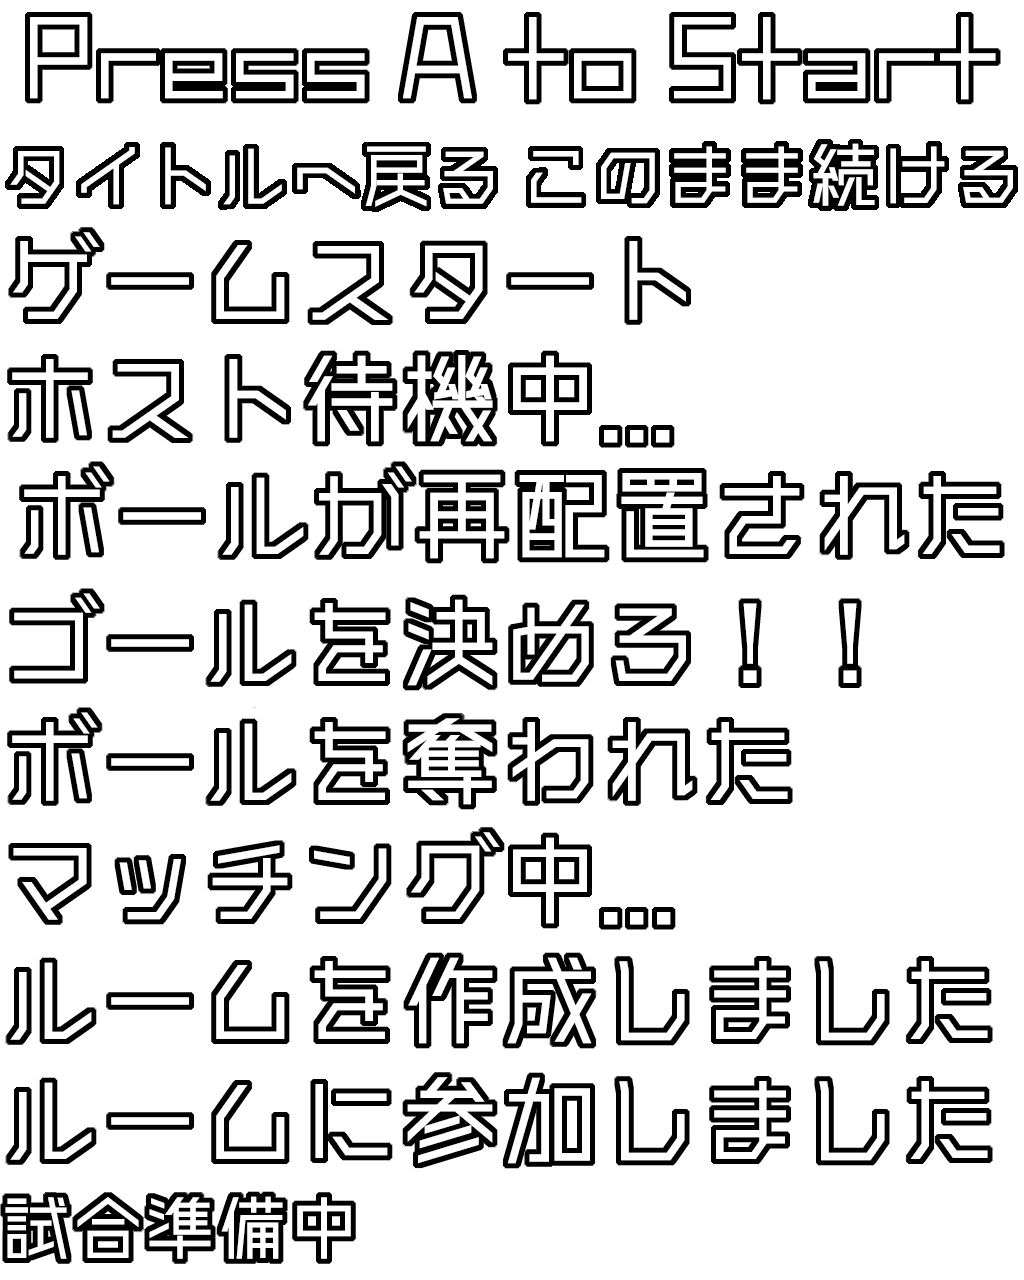 Press A to Start
タイトルへ戻る このまま続ける
ゲームスタート
ホスト待機中...
ボールが再配置された
ゴールを決めろ！！
ボールを奪われた
マッチング中...
ルームを作成しました
ルームに参加しました
試合準備中